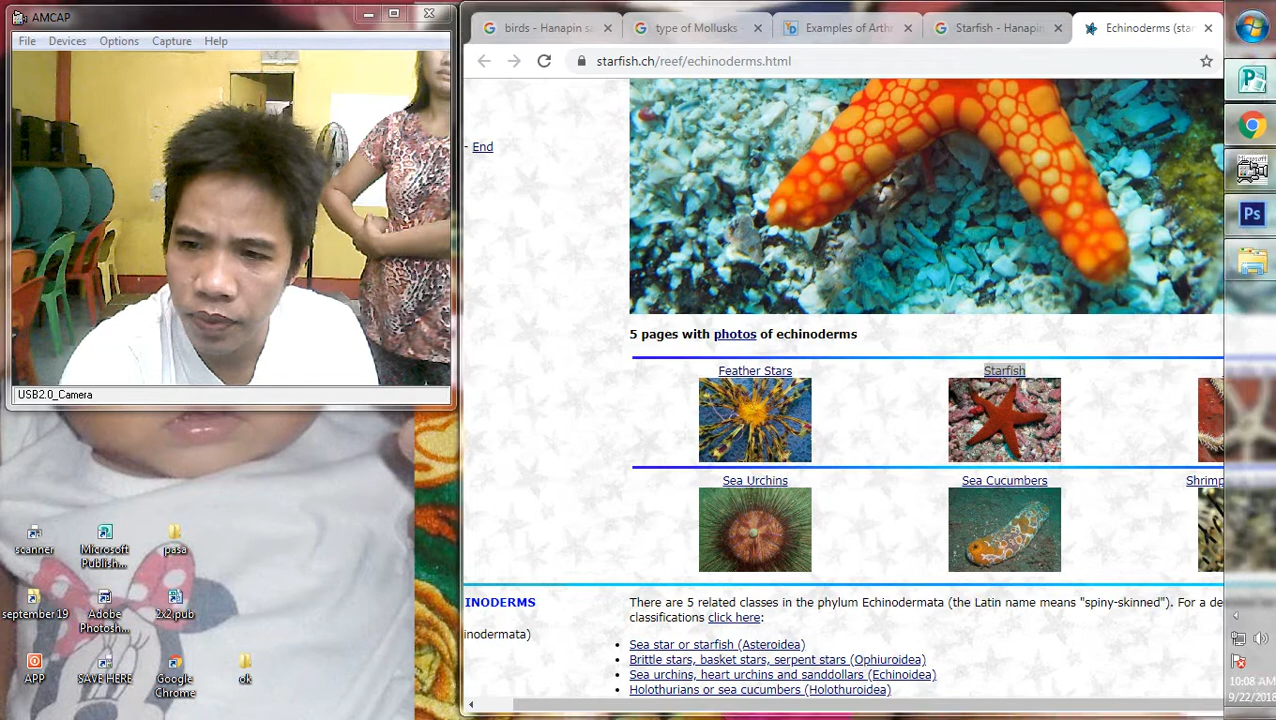 AMCAP
File Devices Options Capture Help
USB2.0_Camera
scanner
Microsoft Publish...
pasa
september 19
Adobe Photosh...
2x2.pub
APP
SAVE HERE
Google Chrome
ok
birds - Hanapin sa
type of Mollusks -
Examples of Arthr
Starfish - Hanapin
Echinoderms (star
starfish.ch/reef/echinoderms.html
- End
5 pages with photos of echinoderms
Feather Stars
Starfish
Sea Urchins
Sea Cucumbers
Shrimp
INODERMS
inodermata)
There are 5 related classes in the phylum Echinodermata (the Latin name means "spiny-skinned"). For a de
classifications click here:
• Sea star or starfish (Asteroidea)
• Brittle stars, basket stars, serpent stars (Ophiuroidea)
• Sea urchins, heart urchins and sanddollars (Echinoidea)
• Holothurians or sea cucumbers (Holothuroidea)
Microsoft
Ps
10:08 AM
9/22/2018